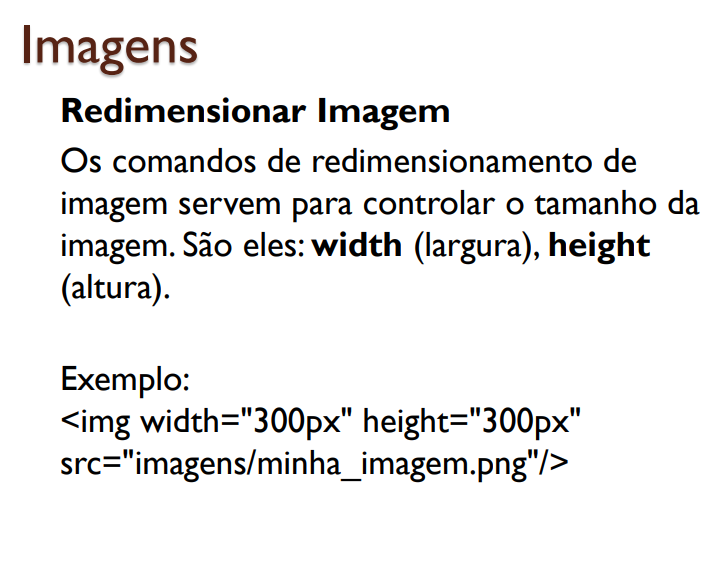 Imagens
Redimensionar Imagem
Os comandos de redimensionamento de
imagem servem para controlar o tamanho da
imagem. São eles: width (largura), height
(altura).
Exemplo:
<img width="300px" height="300px"
src="imagens/minha_imagem.png"/>